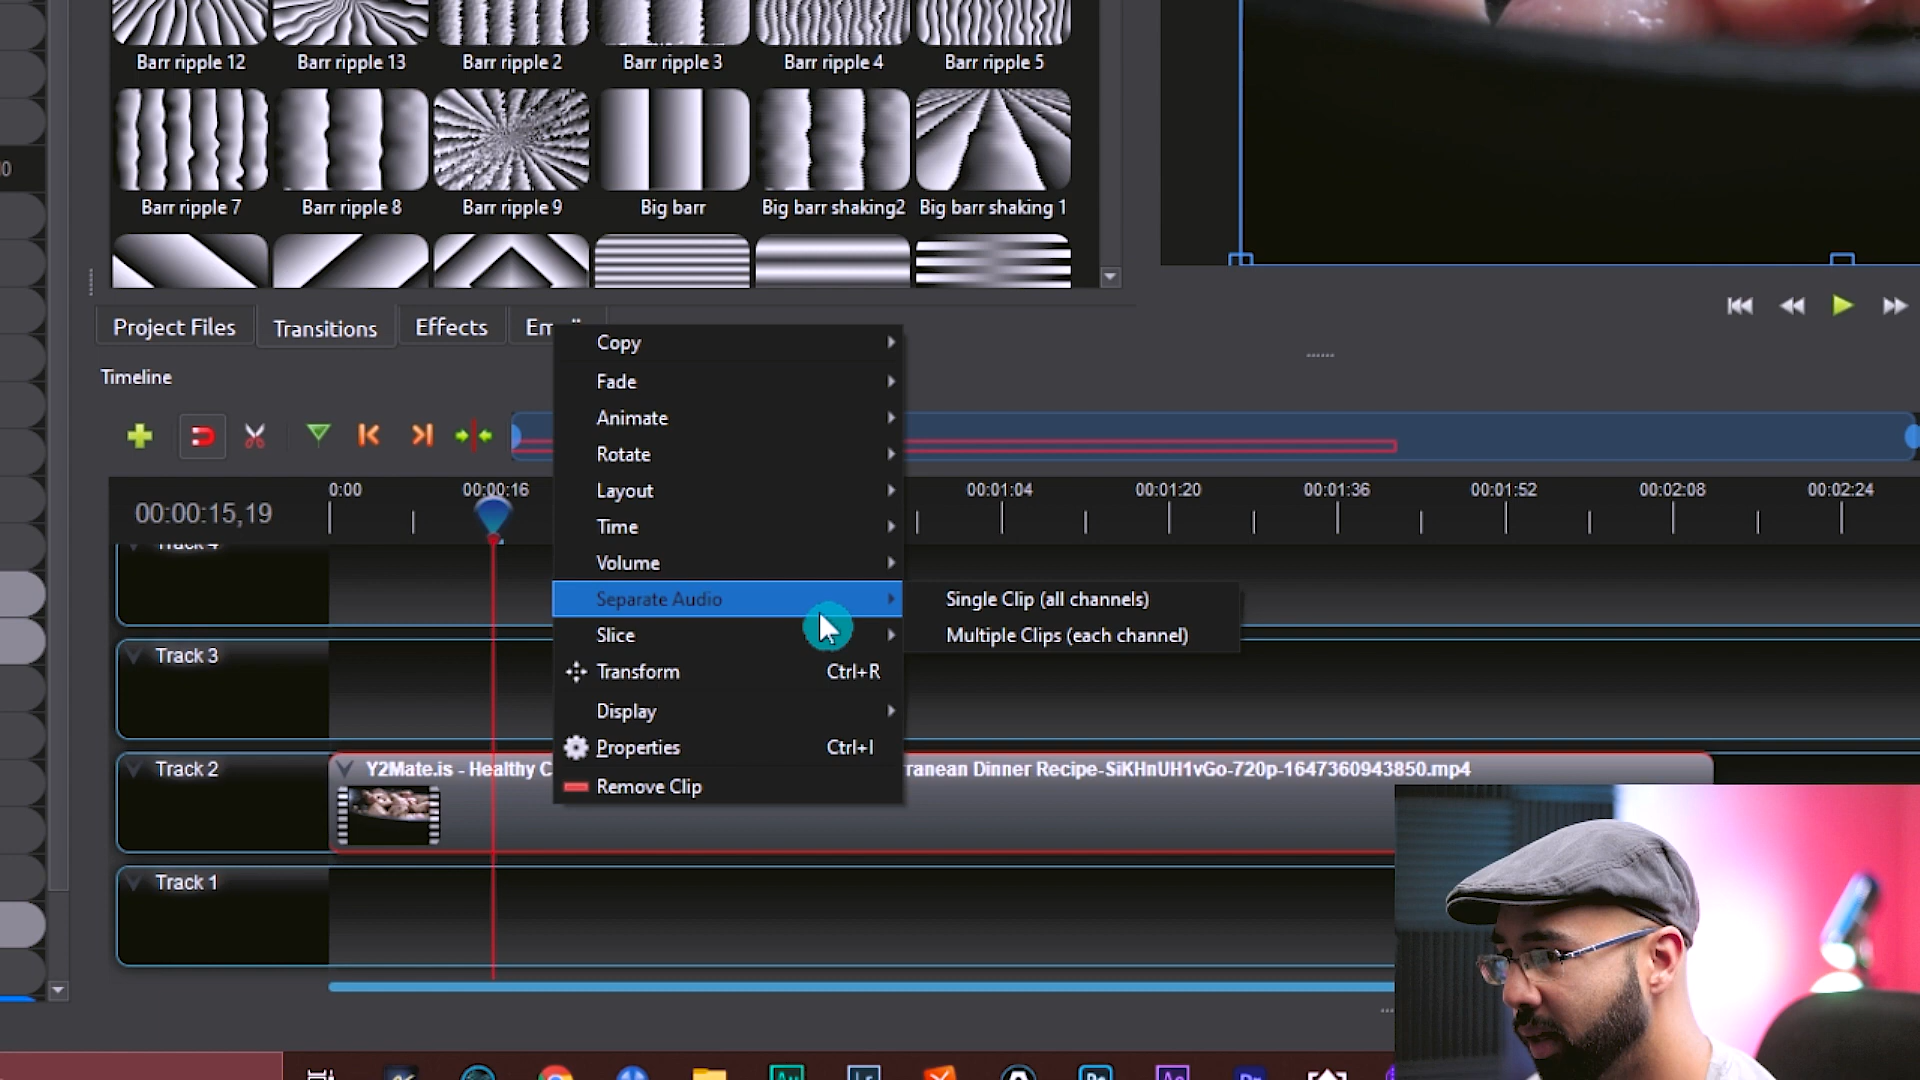 Barr ripple 12
Barr ripple 13
Barr ripple 2
Barr ripple 3
Barr ripple 4
Barr ripple 5
Barr ripple 7
Barr ripple 8
Barr ripple 9
Big barr
Big barr shaking2
Big barr shaking 1
Project Files
Transitions
Effects
Timeline
Copy
Fade
Animate
Rotate
Layout
Time
Volume
Separate Audio
Slice
Transform Ctrl+R
Display
Properties Ctrl+I
Remove Clip
Single Clip (all channels)
Multiple Clips (each channel)
00:00:15,19
0:00
00:00:16
00:01:04
00:01:20
00:01:36
00:01:52
00:02:08
00:02:24
Track 4
Track 3
Track 2
Y2Mate.is - Healthy C
ranean Dinner Recipe-SiKHnUH1vGo-720p-1647360943850.mp4
Track 1